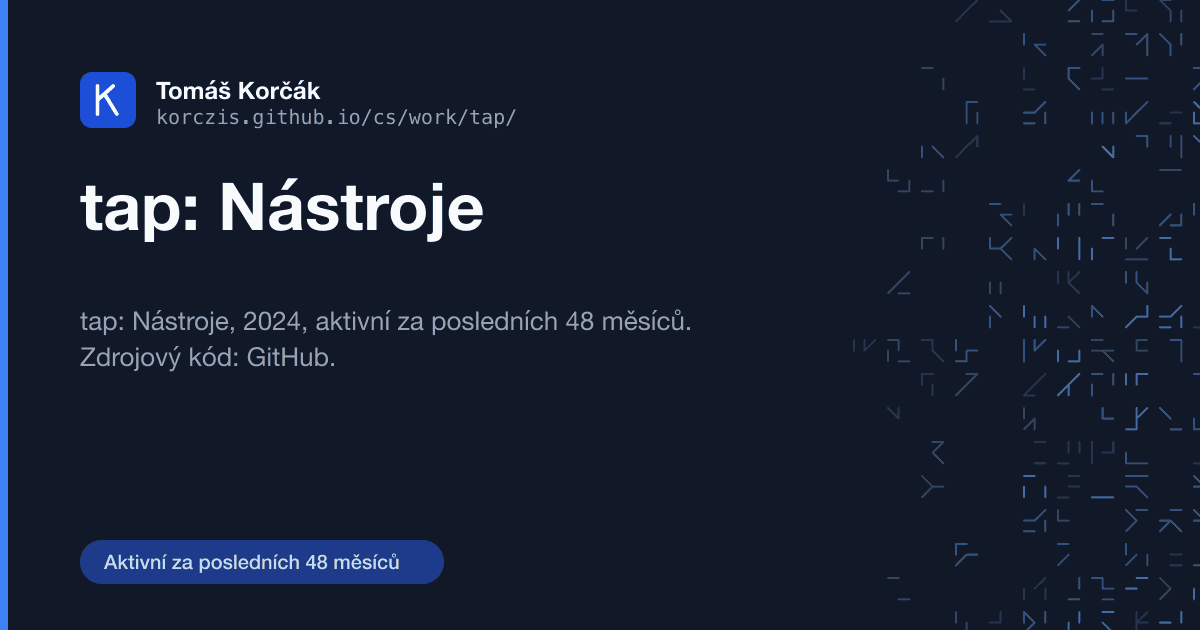 K
Tomáš Korčák
korczis.github.io/cs/work/tap/
tap: Nástroje
tap: Nástroje, 2024, aktivní za posledních 48 měsíců.
Zdrojový kód: GitHub.
Aktivní za posledních 48 měsíců